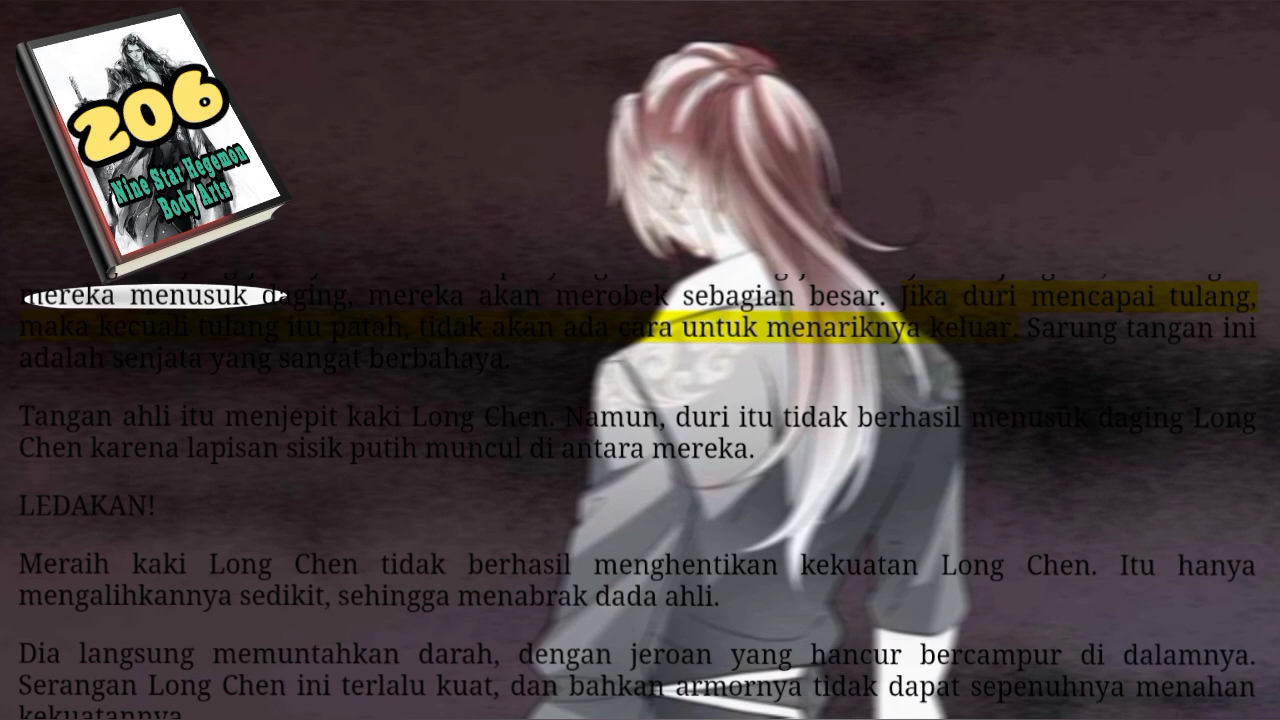 206
Nine Star Hegemon
Body Arts
mereka menusuk daging, mereka akan merobek sebagian besar. Jika duri mencapai tulang,
maka kecuali tulang itu patah, tidak akan ada cara untuk menariknya keluar. Sarung tangan ini
adalah senjata yang sangat berbahaya.
Tangan ahli itu menjepit kaki Long Chen. Namun, duri itu tidak berhasil menusuk daging Long
Chen karena lapisan sisik putih muncul di antara mereka.
LEDAKAN!
Meraih kaki Long Chen tidak berhasil menghentikan kekuatan Long Chen. Itu hanya
mengalihkannya sedikit, sehingga menabrak dada ahli.
Dia langsung memuntahkan darah, dengan jeroan yang hancur bercampur di dalamnya.
Serangan Long Chen ini terlalu kuat, dan bahkan armornya tidak dapat sepenuhnya menahan
kekuatannya